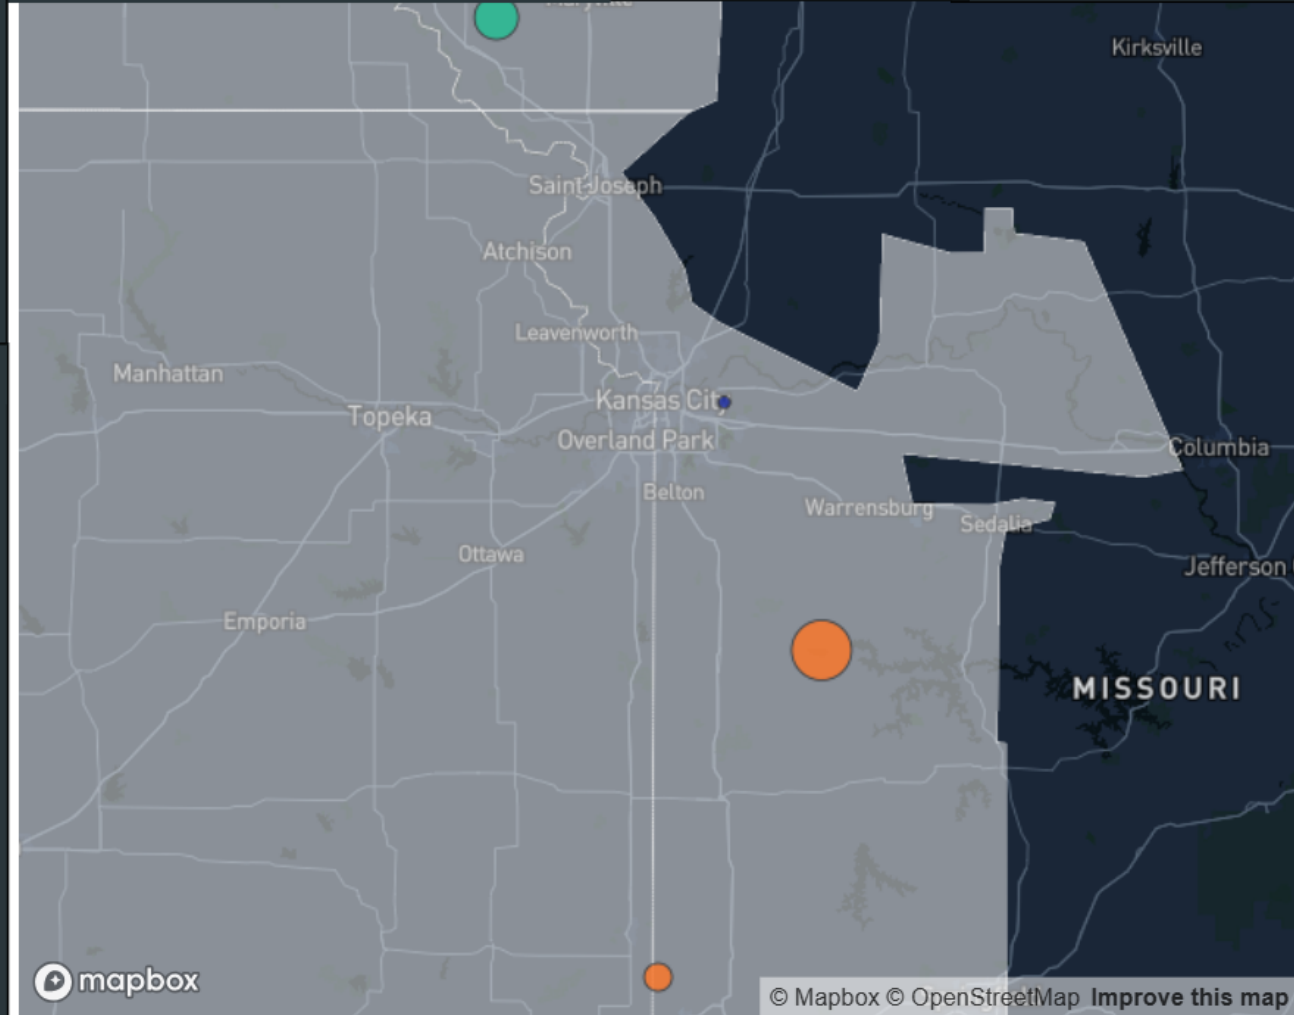 Maryville
Kirksville
Saint Joseph
Atchison
Leavenworth
Manhattan
Kansas City
Topeka
Overland Park
Columbia
Belton
Warrensburg
Sedalia
Ottawa
Jefferson
Emporia
MISSOURI
mapbox
© Mapbox © OpenStreetMap Improve this map